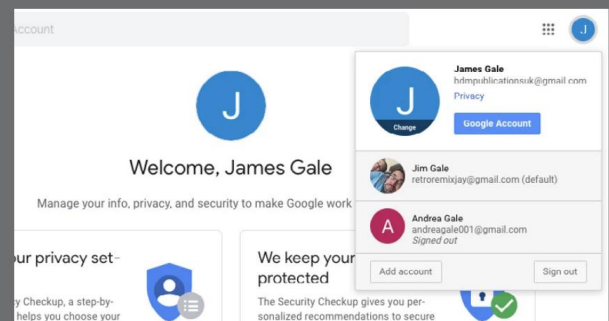 Account
J
James Gale
hdmpublicationsuk@gmail.com
Privacy
J
Change
Google Account
J
Welcome, James Gale
Manage your info, privacy, and security to make Google work
Jim Gale
retroremixjay@gmail.com (default)
A
Andrea Gale
andreagale001@gmail.com
Signed out
Add account
Sign out
ur privacy set-
y Checkup, a step-by-
helps you choose your
We keep your
protected
The Security Checkup gives you per-
sonalized recommendations to secure